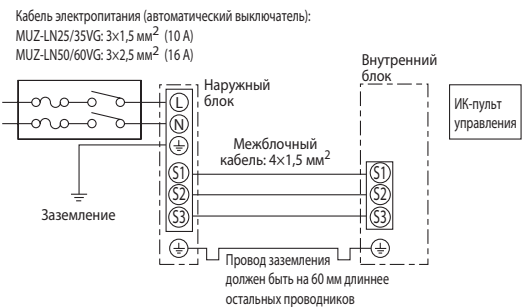 Кабель электропитания (автоматический выключатель):
MUZ-LN25/35VG: 3×1,5 мм² (10 А)
MUZ-LN50/60VG: 3×2,5 мм² (16 А)
Наружный
блок
Внутренний
блок
ИК-пульт
управления
L
N
Межблочный
кабель: 4×1,5 мм²
S1
S2
S3
S1
S2
S3
Заземление
Провод заземления
должен быть на 60 мм длиннее
остальных проводников